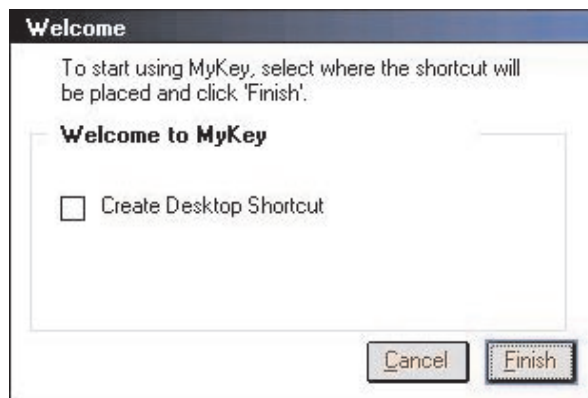 Welcome
To start using MyKey, select where the shortcut will
be placed and click 'Finish'.
Welcome to MyKey
Create Desktop Shortcut
Cancel
Finish